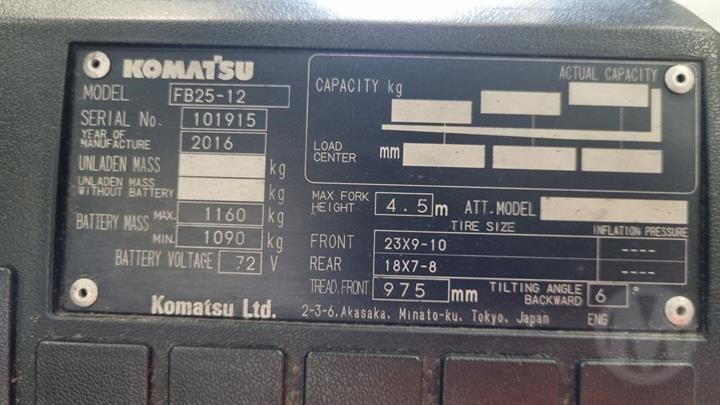 KOMATSU
MODEL FB25-12
SERIAL No. 101915
YEAR OF MANUFACTURE 2016
UNLADEN MASS kg
UNLADEN MASS WITHOUT BATTERY kg
BATTERY MASS MAX. 1160 kg
MIN. 1090 kg
BATTERY VOLTAGE 72 V
Komatsu Ltd.
CAPACITY kg
ACTUAL CAPACITY
LOAD CENTER mm
MAX FORK HEIGHT 4.5 m ATT. MODEL
TIRE SIZE INFLATION PRESSURE
FRONT 23X9-10 ----
REAR 18X7-8 ----
TREAD.FRONT 975 mm TILTING ANGLE BACKWARD 6 °
2-3-6, Akasaka, Minato-ku, Tokyo, Japan ENG